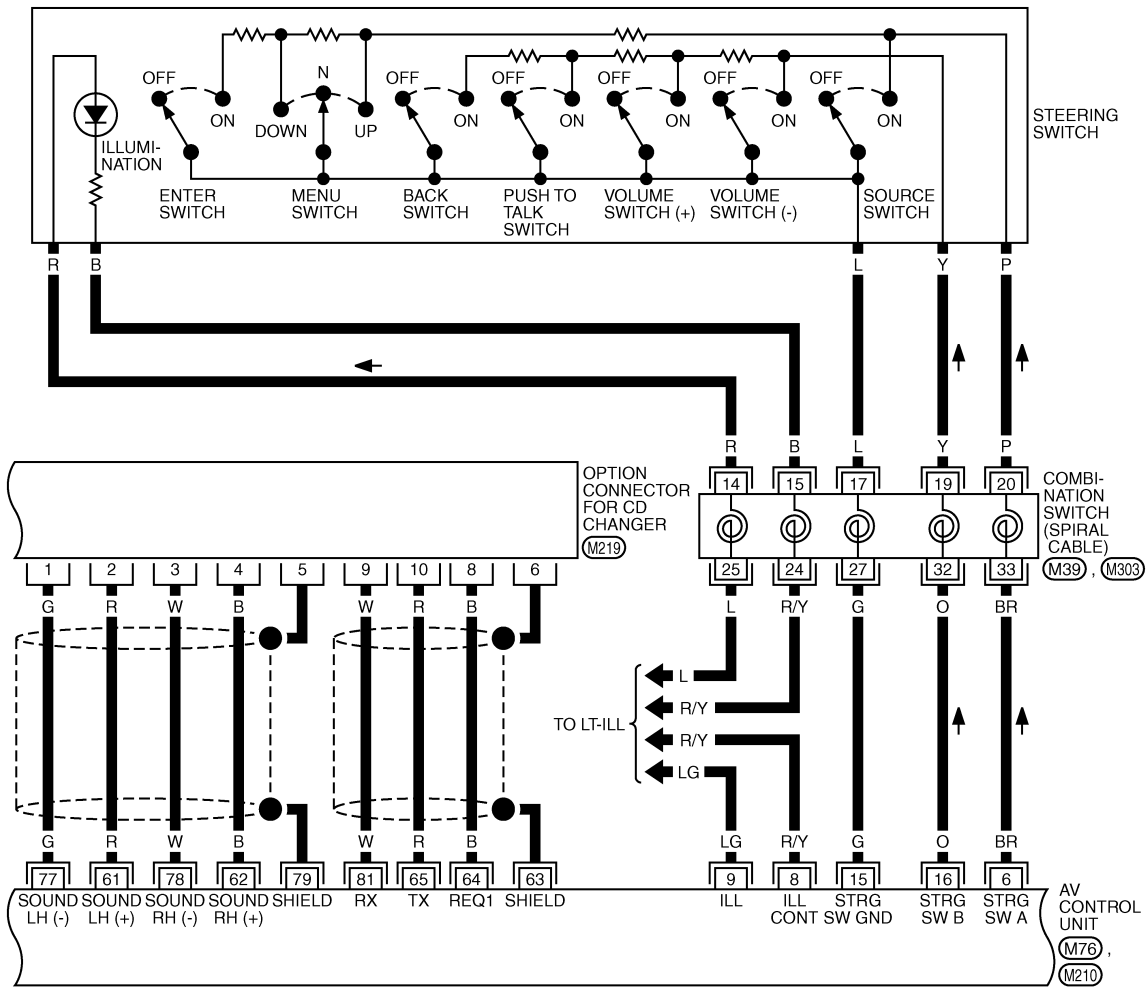 OFF
ON
N
DOWN
UP
OFF
ON
OFF
ON
OFF
ON
OFF
ON
OFF
ON
STEERING
SWITCH
ILLUMI-
NATION
ENTER
SWITCH
MENU
SWITCH
BACK
SWITCH
PUSH TO
TALK
SWITCH
VOLUME
SWITCH (+)
VOLUME
SWITCH (-)
SOURCE
SWITCH
R B L Y P
R B L Y P
14 15 17 19 20
COMBI-
NATION
SWITCH
(SPIRAL
CABLE)
M39 , M303
OPTION
CONNECTOR
FOR CD
CHANGER
M219
25 24 27 32 33
1 2 3 4 5 9 10 8 6
G R W B W R B
L R/Y G O BR
TO LT-ILL
L
R/Y
R/Y
LG
G R W B W R B
LG R/Y G O BR
77 61 78 62 79 81 65 64 63
9 8 15 16 6
SOUND
LH (-)
SOUND
LH (+)
SOUND
RH (-)
SOUND
RH (+)
SHIELD
RX
TX
REQ1
SHIELD
ILL
ILL
CONT
STRG
SW GND
STRG
SW B
STRG
SW A
AV
CONTROL
UNIT
M76 ,
M210